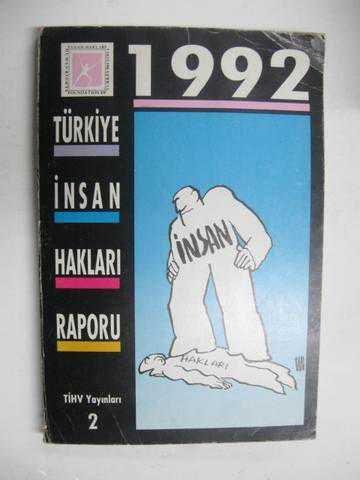 1992
TÜRKİYE
İNSAN
HAKLARI
RAPORU
TİHV Yayınları
2
İNSAN
HAKLARI